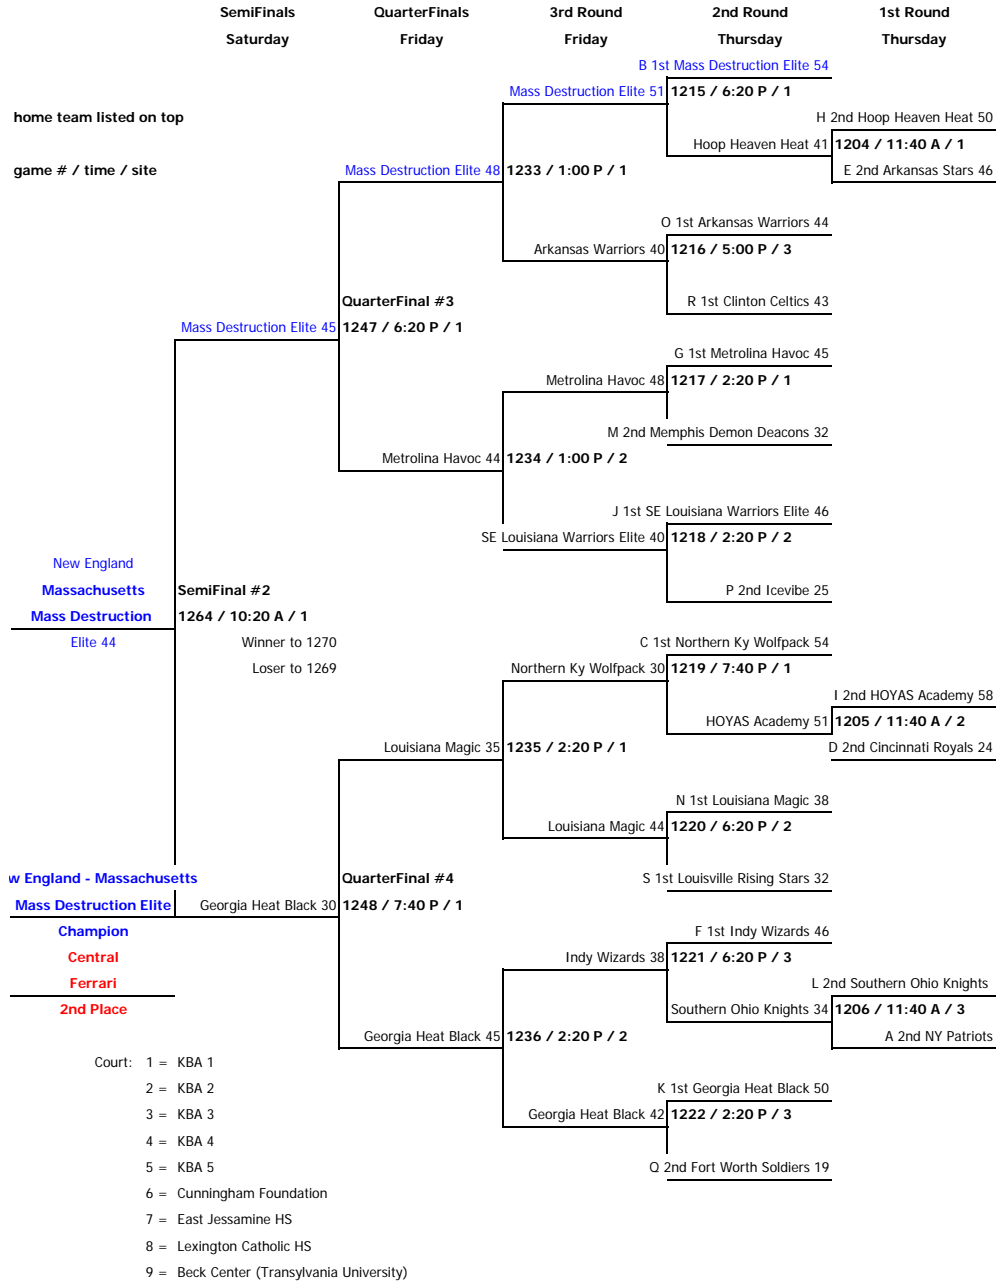 SemiFinals QuarterFinals 3rd Round 2nd Round 1st Round
Saturday Friday Friday Thursday Thursday
B 1st Mass Destruction Elite 54
Mass Destruction Elite 51 1215 / 6:20 P / 1
home team listed on top H 2nd Hoop Heaven Heat 50
Hoop Heaven Heat 41 1204 / 11:40 A / 1
game # / time / site Mass Destruction Elite 48 1233 / 1:00 P / 1 E 2nd Arkansas Stars 46
O 1st Arkansas Warriors 44
Arkansas Warriors 40 1216 / 5:00 P / 3
QuarterFinal #3 R 1st Clinton Celtics 43
Mass Destruction Elite 45 1247 / 6:20 P / 1
G 1st Metrolina Havoc 45
Metrolina Havoc 48 1217 / 2:20 P / 1
M 2nd Memphis Demon Deacons 32
Metrolina Havoc 44 1234 / 1:00 P / 2
J 1st SE Louisiana Warriors Elite 46
SE Louisiana Warriors Elite 40 1218 / 2:20 P / 2
New England
Massachusetts SemiFinal #2 P 2nd Icevibe 25
Mass Destruction 1264 / 10:20 A / 1
Elite 44 Winner to 1270 C 1st Northern Ky Wolfpack 54
Loser to 1269 Northern Ky Wolfpack 30 1219 / 7:40 P / 1
I 2nd HOYAS Academy 58
HOYAS Academy 51 1205 / 11:40 A / 2
Louisiana Magic 35 1235 / 2:20 P / 1 D 2nd Cincinnati Royals 24
N 1st Louisiana Magic 38
Louisiana Magic 44 1220 / 6:20 P / 2
w England - Massachusetts QuarterFinal #4 S 1st Louisville Rising Stars 32
Mass Destruction Elite Georgia Heat Black 30 1248 / 7:40 P / 1
Champion F 1st Indy Wizards 46
Central Indy Wizards 38 1221 / 6:20 P / 3
Ferrari L 2nd Southern Ohio Knights
2nd Place Southern Ohio Knights 34 1206 / 11:40 A / 3
Georgia Heat Black 45 1236 / 2:20 P / 2 A 2nd NY Patriots
Court: 1 = KBA 1
2 = KBA 2 K 1st Georgia Heat Black 50
3 = KBA 3 Georgia Heat Black 42 1222 / 2:20 P / 3
4 = KBA 4
5 = KBA 5 Q 2nd Fort Worth Soldiers 19
6 = Cunningham Foundation
7 = East Jessamine HS
8 = Lexington Catholic HS
9 = Beck Center (Transylvania University)